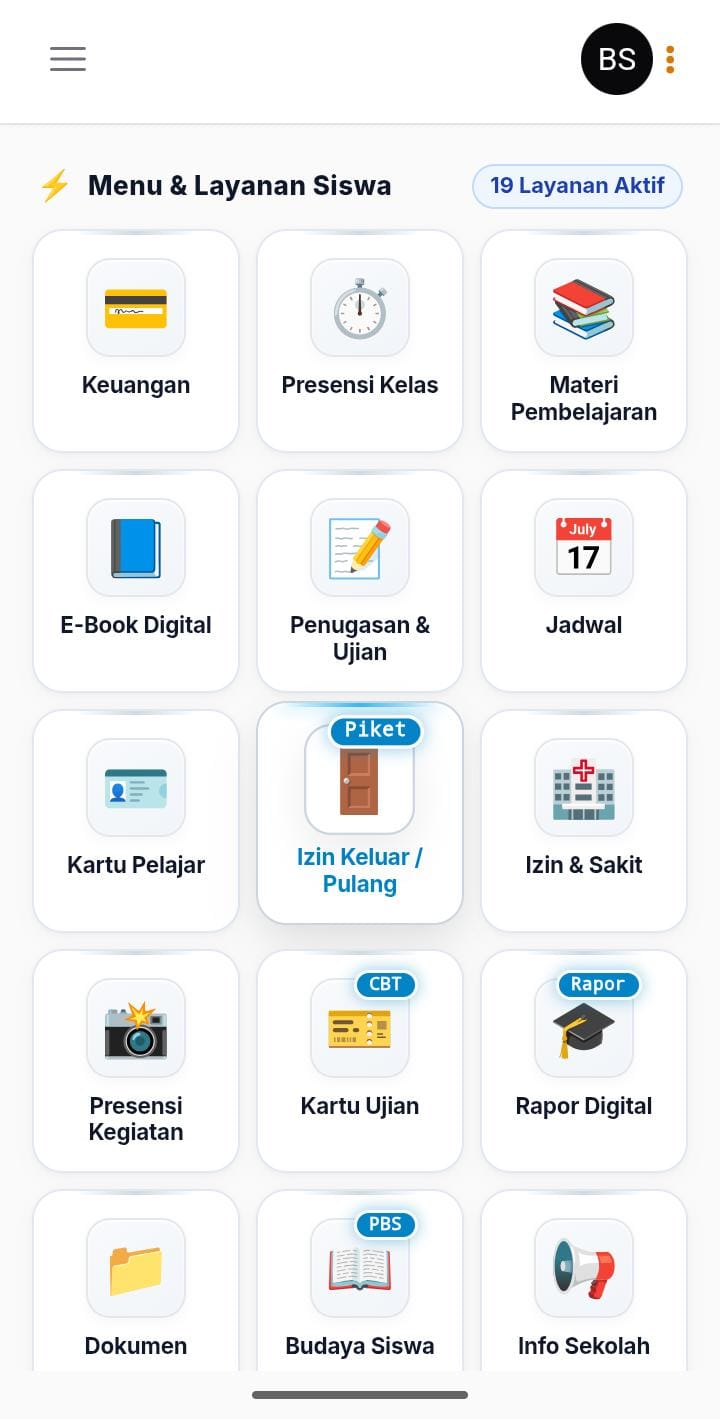 BS
Menu & Layanan Siswa
19 Layanan Aktif
Keuangan
Presensi Kelas
Materi
Pembelajaran
E-Book Digital
Penugasan &
Ujian
July
17
Jadwal
Kartu Pelajar
Piket
Izin Keluar /
Pulang
Izin & Sakit
Presensi
Kegiatan
CBT
Kartu Ujian
Rapor
Rapor Digital
Dokumen
PBS
Budaya Siswa
Info Sekolah